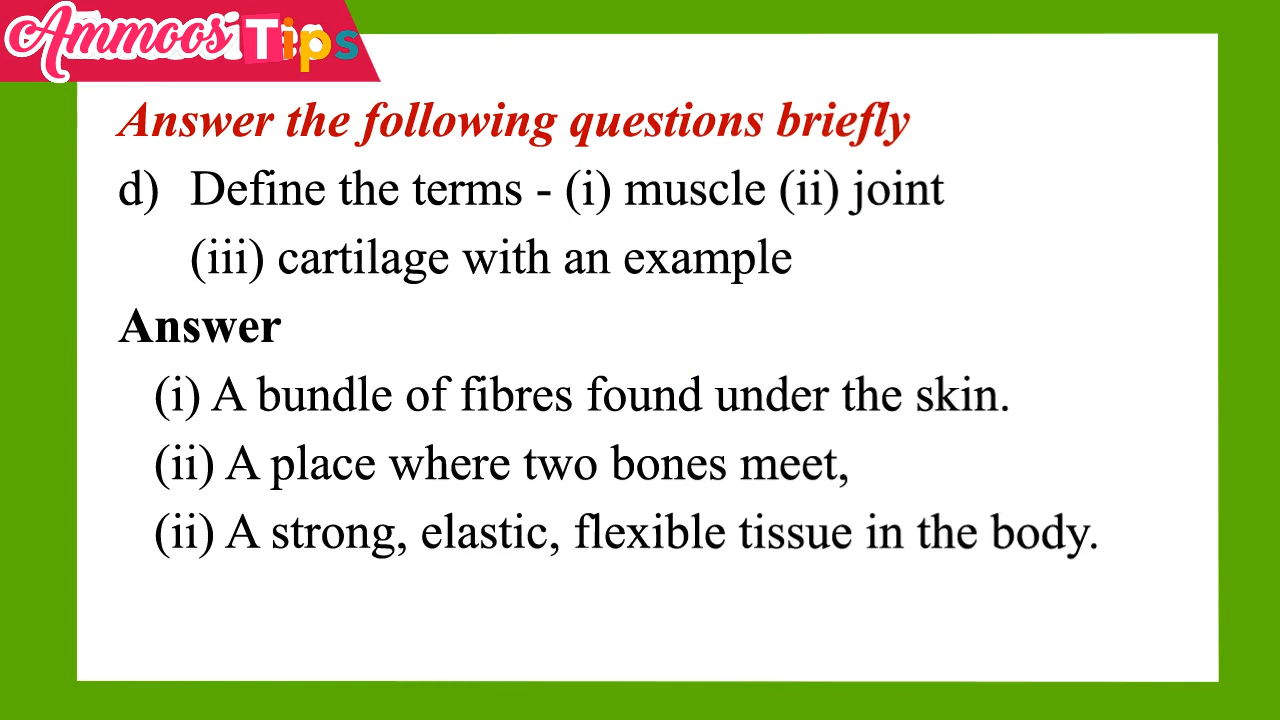 Ammoos Tips
Answer the following questions briefly
d) Define the terms - (i) muscle (ii) joint
(iii) cartilage with an example
Answer
(i) A bundle of fibres found under the skin.
(ii) A place where two bones meet,
(ii) A strong, elastic, flexible tissue in the body.